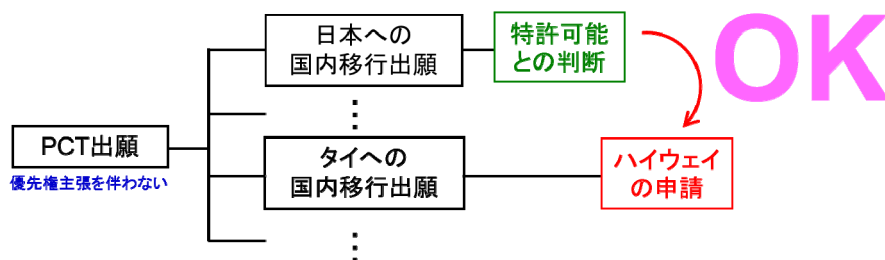 日本への
国内移行出願
特許可能
との判断
OK
PCT出願
優先権主張を伴わない
タイへの
国内移行出願
ハイウェイ
の申請